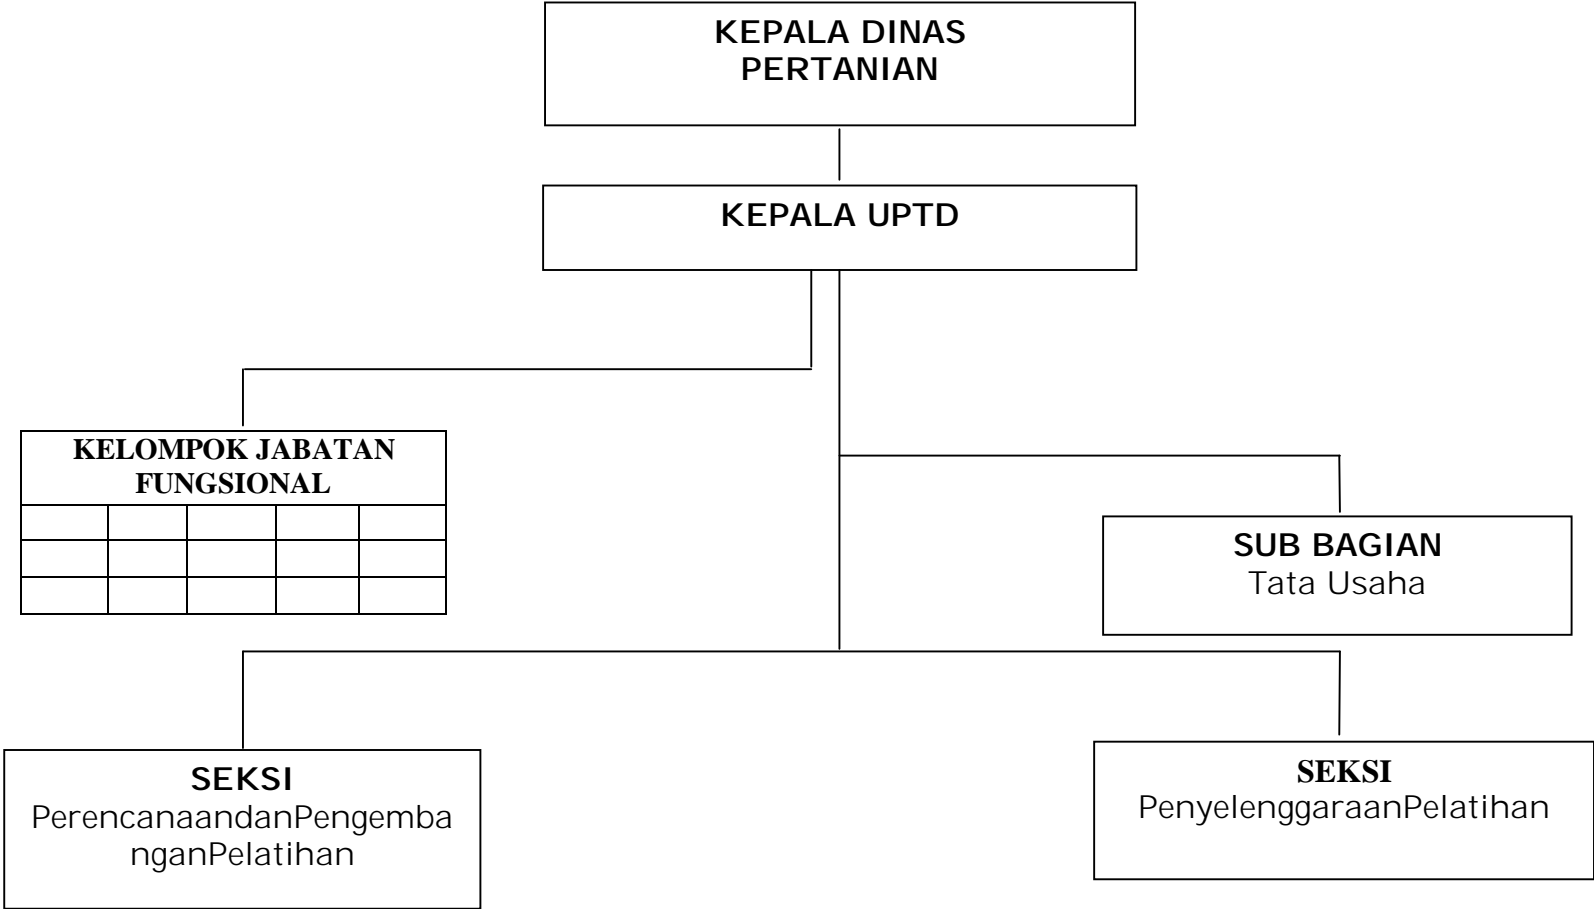 KEPALA DINAS
PERTANIAN
KEPALA UPTD
KELOMPOK JABATAN
FUNGSIONAL
SUB BAGIAN
Tata Usaha
SEKSI
PerencanaandanPengemba
nganPelatihan
SEKSI
PenyelenggaraanPelatihan